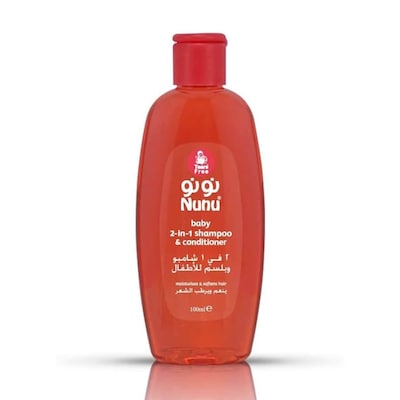 Tears
Free
نونو
Nunu®
baby
2-in-1 shampoo
& conditioner
٢ في ١ شامبو
وبلسم للأطفال
moisturises & softens hair
ينعم ويرطب الشعر
100ml e